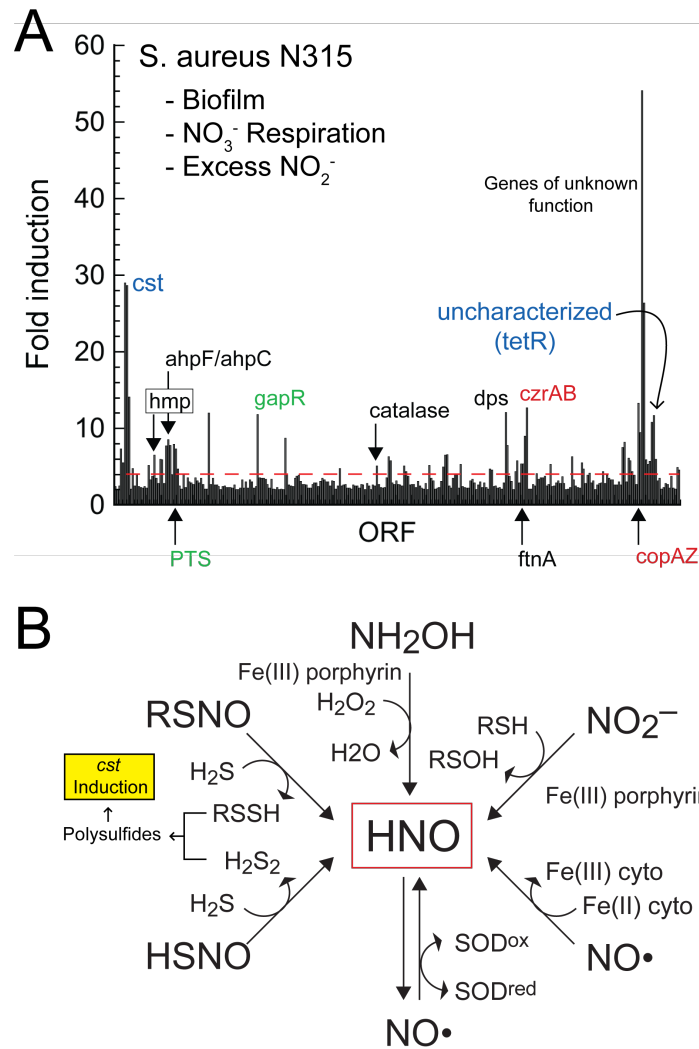 A
S. aureus N315
- Biofilm
- NO₃⁻ Respiration
- Excess NO₂⁻
Fold induction
60
50
40
30
20
10
0
Genes of unknown
function
cst
uncharacterized
(tetR)
ahpF/ahpC
hmp
gapR
catalase
dps
czrAB
ORF
PTS
ftnA
copAZ
B
NH2OH
Fe(III) porphyrin
H₂O₂
H2O
RSNO
RSH
RSOH
NO₂⁻
cst
Induction
H₂S
Fe(III) porphyrin
Polysulfides
RSSH
HNO
H₂S₂
Fe(III) cyto
H₂S
Fe(II) cyto
HSNO
SODox
NO•
SODred
NO•